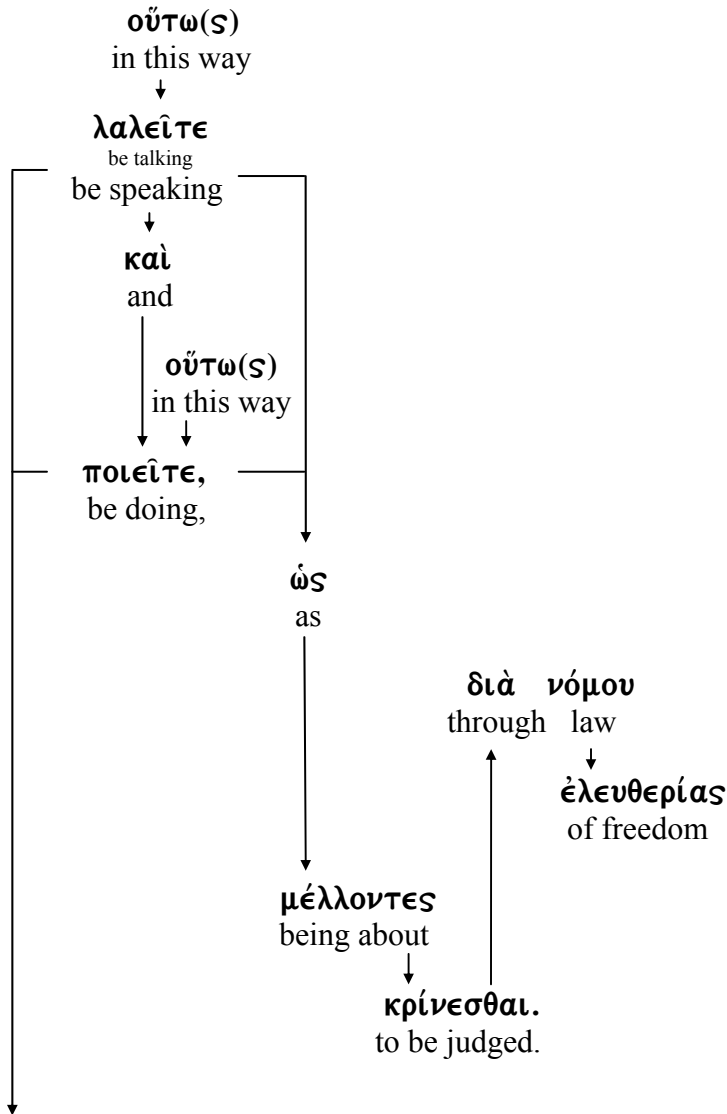 οὕτω(ς)
in this way
λαλεῖτε
be talking
be speaking
καὶ
and
οὕτω(ς)
in this way
ποιεῖτε,
be doing,
ὡς
as
διὰ νόμου
through law
ἐλευθερίας
of freedom
μέλλοντες
being about
κρίνεσθαι.
to be judged.